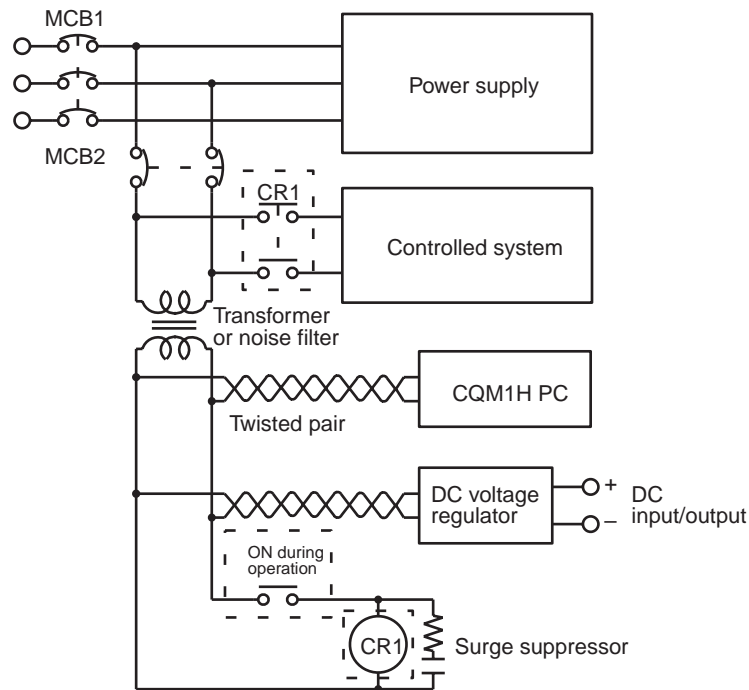 MCB1
Power supply
MCB2
CR1
Controlled system
Transformer
or noise filter
CQM1H PC
Twisted pair
DC voltage
regulator
+
–
DC
input/output
ON during
operation
CR1
Surge suppressor